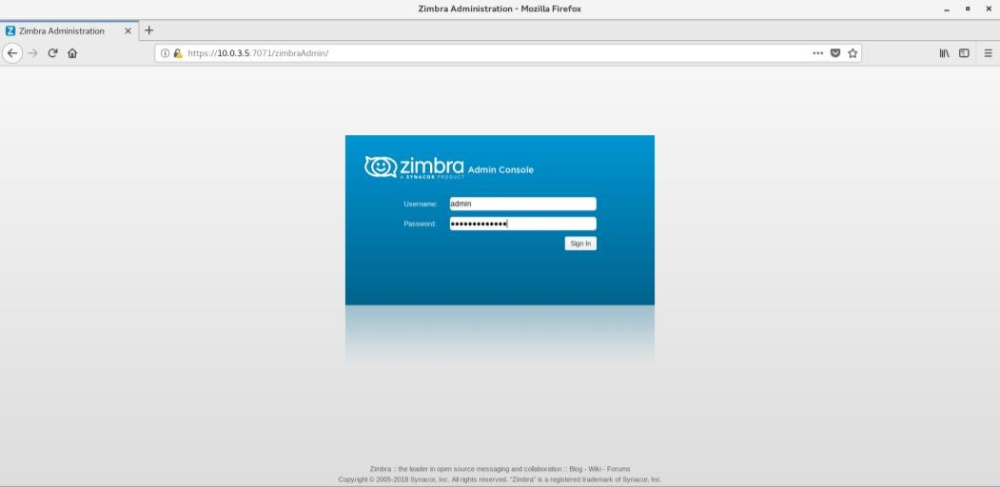 Zimbra Administration - Mozilla Firefox
Zimbra Administration
https://10.0.3.5:7071/zimbraAdmin/
zimbra Admin Console
A SYNACOR PRODUCT
Username: admin
Password: •••••••••••••
Sign In
Zimbra :: the leader in open source messaging and collaboration :: Blog - Wiki - Forums
Copyright © 2005-2018 Synacor, Inc. All rights reserved. "Zimbra" is a registered trademark of Synacor, Inc.